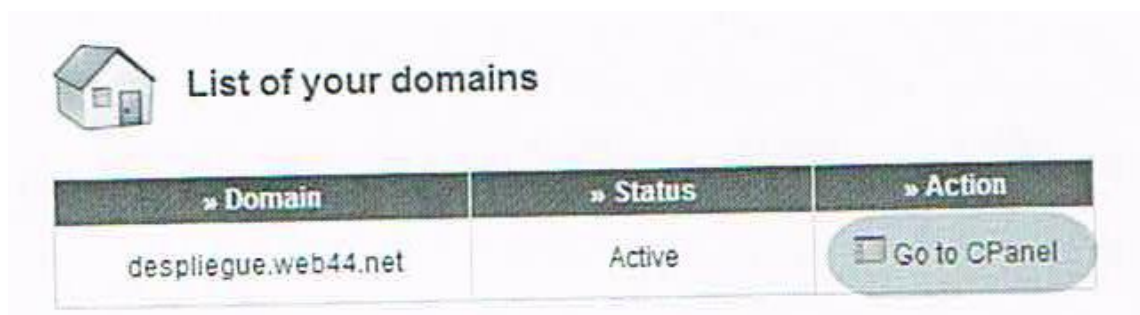 List of your domains
» Domain » Status » Action
despliegue.web44.net Active Go to CPanel